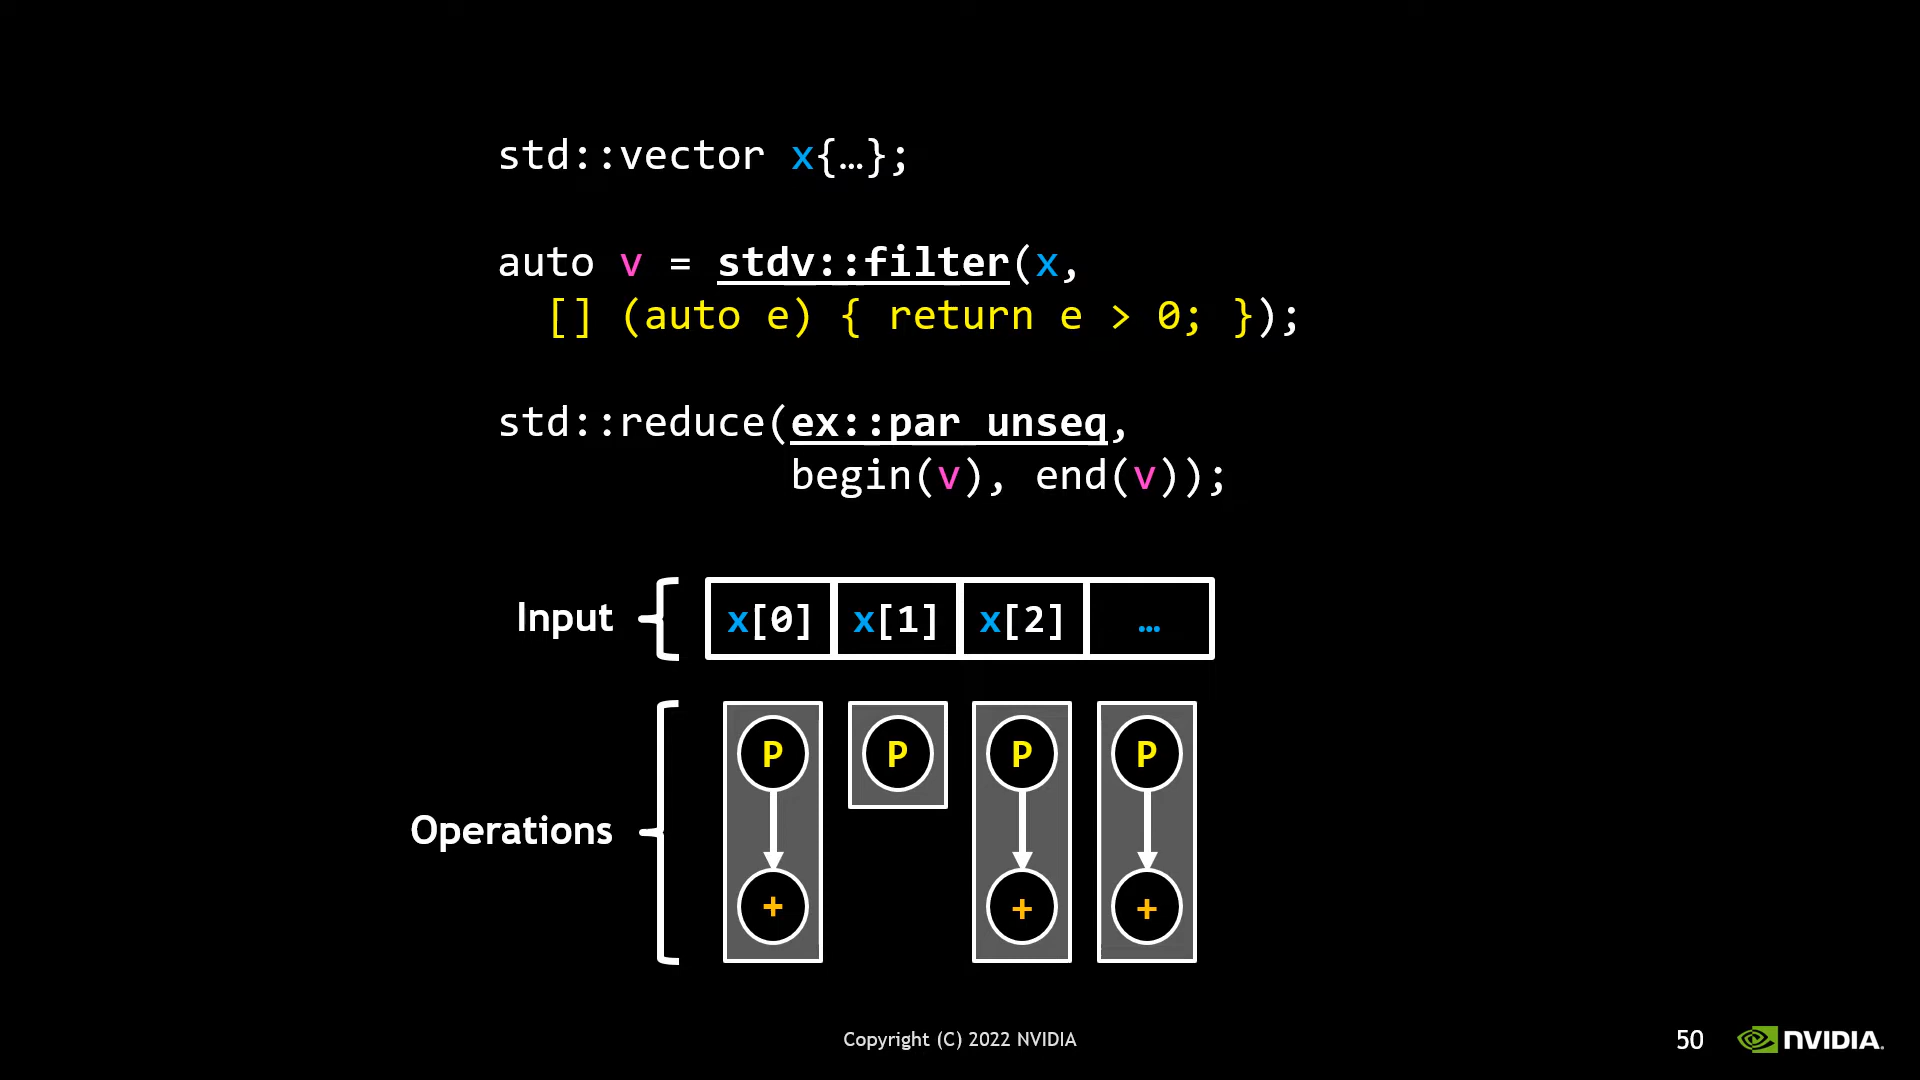 std::vector x{…};
auto v = stdv::filter(x,
[] (auto e) { return e > 0; });
std::reduce(ex::par_unseq,
begin(v), end(v));
Input
x[0] x[1] x[2] …
P P P P
Operations
+ + +
Copyright (C) 2022 NVIDIA
50
NVIDIA.